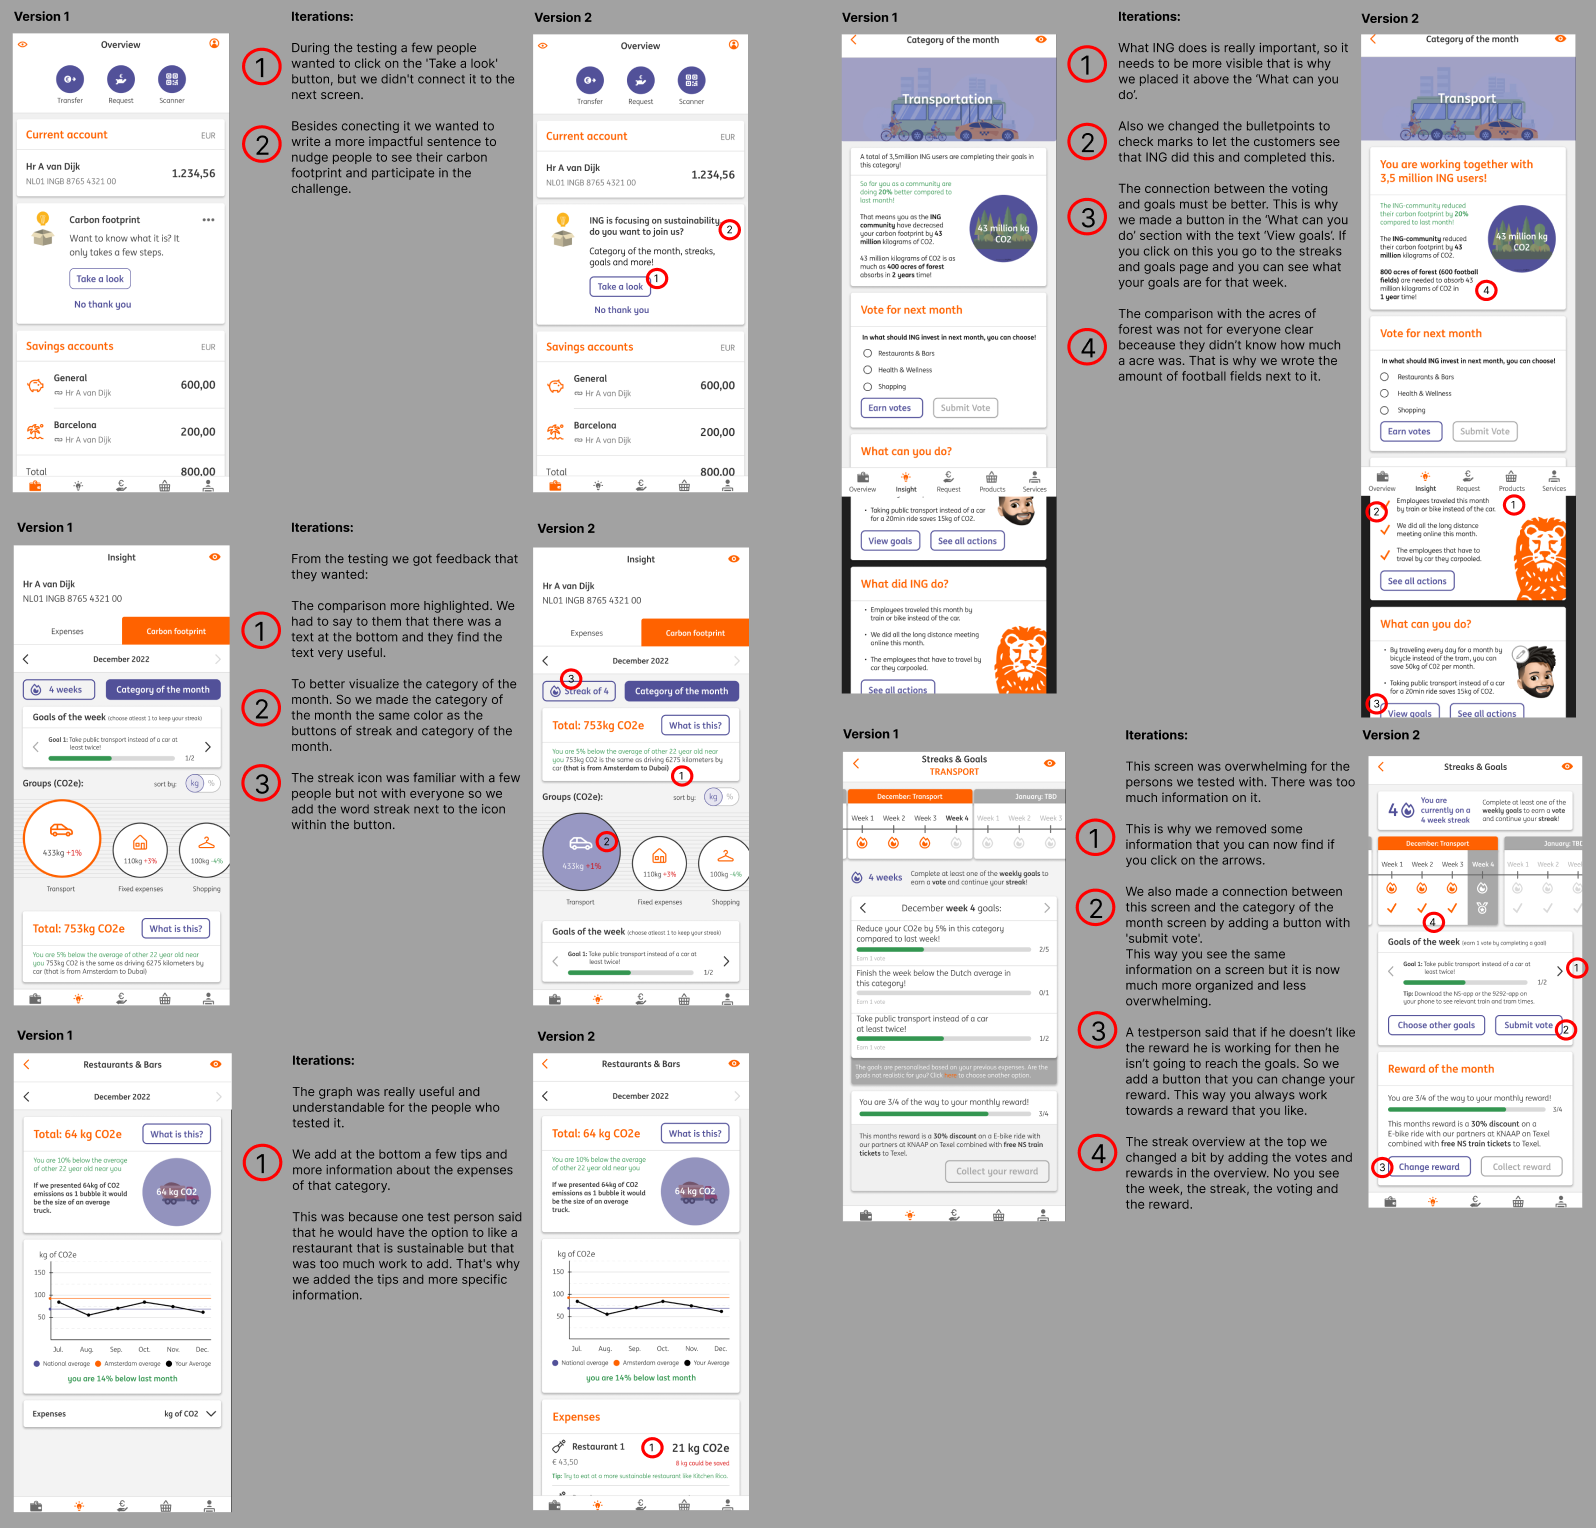 Version 1
Overview
Transfer
Request
Scanner
Current account EUR
Hr A van Dijk
NL01 INGB 8765 4321 00
1.234,56
Carbon footprint
Want to know what it is? It
only takes a few steps.
Take a look
No thank you
Savings accounts EUR
General
Hr A van Dijk
600,00
Barcelona
Hr A van Dijk
200,00
Total 800,00
Iterations:
1
During the testing a few people
wanted to click on the 'Take a look'
button, but we didn't connect it to the
next screen.
2
Besides conecting it we wanted to
write a more impactful sentence to
nudge people to see their carbon
footprint and participate in the
challenge.
Version 2
Overview
Transfer
Request
Scanner
Current account EUR
Hr A van Dijk
NL01 INGB 8765 4321 00
1.234,56
ING is focusing on sustainability
do you want to join us?
2
Category of the month, streaks,
goals and more!
Take a look
1
No thank you
Savings accounts EUR
General
Hr A van Dijk
600,00
Barcelona
Hr A van Dijk
200,00
Total 800,00
Version 1
Insight
Hr A van Dijk
NL01 INGB 8765 4321 00
Expenses
Carbon footprint
December 2022
4 weeks
Category of the month
Goals of the week (choose atleast 1 to keep your streak)
Goal 1: Take public transport instead of a car at
least twice!
1/2
Groups (CO2e):
sort by: kg %
433kg +1%
110kg +3%
100kg -4%
Transport
Fixed expenses
Shopping
Total: 753kg CO2e
What is this?
You are 5% below the average of other 22 year old near
you 753kg CO2 is the same as driving 6275 kilometers by
car (that is from Amsterdam to Dubai)
Iterations:
From the testing we got feedback that
they wanted:
1
The comparison more highlighted. We
had to say to them that there was a
text at the bottom and they find the
text very useful.
2
To better visualize the category of the
month. So we made the category of
the month the same color as the
buttons of streak and category of the
month.
3
The streak icon was familiar with a few
people but not with everyone so we
add the word streak next to the icon
within the button.
Version 2
Insight
Hr A van Dijk
NL01 INGB 8765 4321 00
Expenses
Carbon footprint
December 2022
3
Streak of 4
Category of the month
Total: 753kg CO2e
What is this?
You are 5% below the average of other 22 year old near
you 753kg CO2 is the same as driving 6275 kilometers by
car (that is from Amsterdam to Dubai)
1
Groups (CO2e):
sort by: kg %
2
433kg +1%
110kg +3%
100kg -4%
Transport
Fixed expenses
Shopping
Goals of the week (choose atleast 1 to keep your streak)
Goal 1: Take public transport instead of a car at
least twice!
1/2
Version 1
Restaurants & Bars
December 2022
Total: 64 kg CO2e
What is this?
You are 10% below the average
of other 22 year old near you
If we presented 64kg of CO2
emissions as 1 bubble it would
be the size of an average
truck.
64 kg CO2
kg of CO2e
150
100
50
Jul. Aug. Sep. Oct. Nov. Dec.
National average
Amsterdam average
Your Average
you are 14% below last month
Expenses
kg of CO2
Iterations:
The graph was really useful and
understandable for the people who
tested it.
1
We add at the bottom a few tips and
more information about the expenses
of that category.
This was because one test person said
that he would have the option to like a
restaurant that is sustainable but that
was too much work to add. That's why
we added the tips and more specific
information.
Version 2
Restaurants & Bars
December 2022
Total: 64 kg CO2e
What is this?
You are 10% below the average
of other 22 year old near you
If we presented 64kg of CO2
emissions as 1 bubble it would
be the size of an average
truck.
64 kg CO2
kg of CO2e
150
100
50
Jul. Aug. Sep. Oct. Nov. Dec.
National average
Amsterdam average
Your Average
you are 14% below last month
Expenses
Restaurant 1
1
21 kg CO2e
€ 43,50
8 kg could be saved
Tip: Try to eat at a more sustainable restaurant like Kitchen Rica.
Version 1
Category of the month
Transportation
A total of 3,5million ING users are completing their goals in
this category!
So far you as a community are
doing 20% better compared to
last month!
That means you as the ING
community have decreased
your carbon footprint by 43
million kilograms of CO2.
43 million kilograms of CO2 is as
much as 400 acres of forest
absorbs in 2 years time!
43 million kg
CO2
Vote for next month
In what should ING invest in next month, you can choose!
Restaurants & Bars
Health & Wellness
Shopping
Earn votes
Submit Vote
What can you do?
Overview
Insight
Request
Products
Services
Taking public transport instead of a car
for a 20min ride saves 15kg of CO2.
View goals
See all actions
What did ING do?
Employees traveled this month by
train or bike instead of the car.
We did all the long distance meeting
online this month.
The employees that have to travel by
car they carpooled.
See all actions
Iterations:
1
What ING does is really important, so it
needs to be more visible that is why
we placed it above the 'What can you
do'.
2
Also we changed the bulletpoints to
check marks to let the customers see
that ING did this and completed this.
3
The connection between the voting
and goals must be better. This is why
we made a button in the 'What can you
do' section with the text 'View goals'. If
you click on this you go to the streaks
and goals page and you can see what
your goals are for that week.
4
The comparison with the acres of
forest was not for everyone clear
beceause they didn't know how much
a acre was. That is why we wrote the
amount of football fields next to it.
Version 2
Category of the month
Transport
You are working together with
3,5 million ING users!
The ING-community reduced
their carbon footprint by 20%
compared to last month!
The ING-community reduced
their carbon footprint by 43
million kilograms of CO2.
800 acres of forest (600 football
fields) are needed to absorb 43
million kilograms of CO2 in
1 year time!
43 million kg
CO2
4
Vote for next month
In what should ING invest in next month, you can choose!
Restaurants & Bars
Health & Wellness
Shopping
Earn votes
Submit Vote
Overview
Insight
Request
Products
Services
1
2
Employees traveled this month
by train or bike instead of the car.
We did all the long distance
meeting online this month.
The employees that have to
travel by car they carpooled.
See all actions
What can you do?
By traveling every day for a month by
bicycle instead of the tram, you can
save 50kg of CO2 per month.
Taking public transport instead of a car
for a 20min ride saves 15kg of CO2.
3
View goals
See all actions
Version 1
Streaks & Goals
TRANSPORT
December: Transport
January: TBD
Week 1 Week 2 Week 3 Week 4 Week 1 Week 2 Week 3
4 weeks
Complete at least one of the weekly goals to
earn a vote and continue your streak!
December week 4 goals:
Reduce your CO2e by 5% in this category
compared to last week!
2/5
Earn 1 vote
Finish the week below the Dutch average in
this category!
0/1
Earn 1 vote
Take public transport instead of a car
at least twice!
1/2
Earn 1 vote
The goals are personalised based on your previous expenses. Are the
goals not realistic for you? Click here to choose another option.
You are 3/4 of the way to your monthly reward!
3/4
This months reward is a 30% discount on a E-bike ride with
our partners at KNAAP on Texel combined with free NS train
tickets to Texel.
Collect your reward
Iterations:
This screen was overwhelming for the
persons we tested with. There was too
much information on it.
1
This is why we removed some
information that you can now find if
you click on the arrows.
2
We also made a connection between
this screen and the category of the
month screen by adding a button with
'submit vote'.
This way you see the same
information on a screen but it is now
much more organized and less
overwhelming.
3
A testperson said that if he doesn't like
the reward he is working for then he
isn't going to reach the goals. So we
add a button that you can change your
reward. This way you always work
towards a reward that you like.
4
The streak overview at the top we
changed a bit by adding the votes and
rewards in the overview. No you see
the week, the streak, the voting and
the reward.
Version 2
Streaks & Goals
4
You are
currently on a
4 week streak
Complete at least one of the
weekly goals to earn a vote
and continue your streak!
December: Transport
January: TBD
Week 1 Week 2 Week 3 Week 4 Week 1 Week 2
4
Goals of the week (earn 1 vote by completing a goal)
Goal 1: Take public transport instead of a car at
least twice!
1
1/2
Tip: Download the NS-app or the 9292-app on
your phone to see relevant train and tram times.
Choose other goals
Submit vote
2
Reward of the month
You are 3/4 of the way to your monthly reward!
3/4
This months reward is a 30% discount on a
E-bike ride with our partners at KNAAP on Texel
combined with free NS train tickets to Texel.
3
Change reward
Collect reward